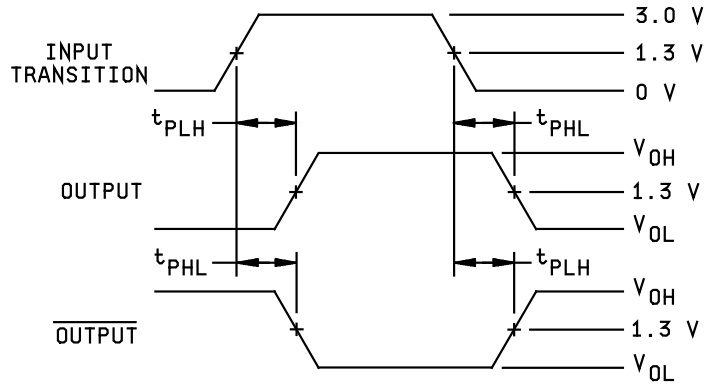 3.0 V
INPUT
TRANSITION
1.3 V
0 V
tPLH
tPHL
VOH
OUTPUT
1.3 V
VOL
tPHL
tPLH
VOH
OUTPUT
1.3 V
VOL